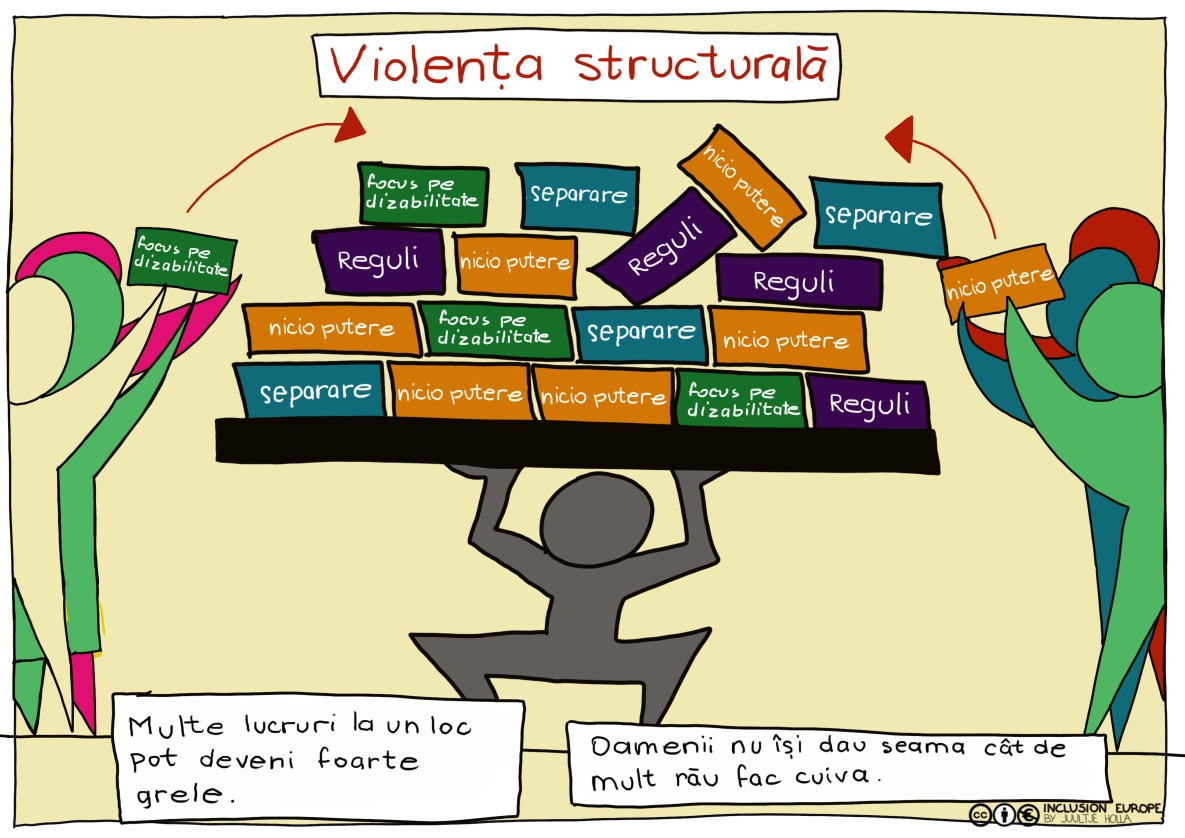 Violența structurală
focus pe
dizabilitate
separare
nicio putere
separare
focus pe
dizabilitate
Reguli
nicio putere
Reguli
Reguli
nicio putere
nicio putere
focus pe
dizabilitate
separare
nicio putere
separare
nicio putere
nicio putere
focus pe
dizabilitate
Reguli
Multe lucruri la un loc
pot deveni foarte
grele.
Oamenii nu își dau seama cât de
mult rău fac cuiva.
cc
INCLUSION EUROPE
BY JUULTJE HOLLA